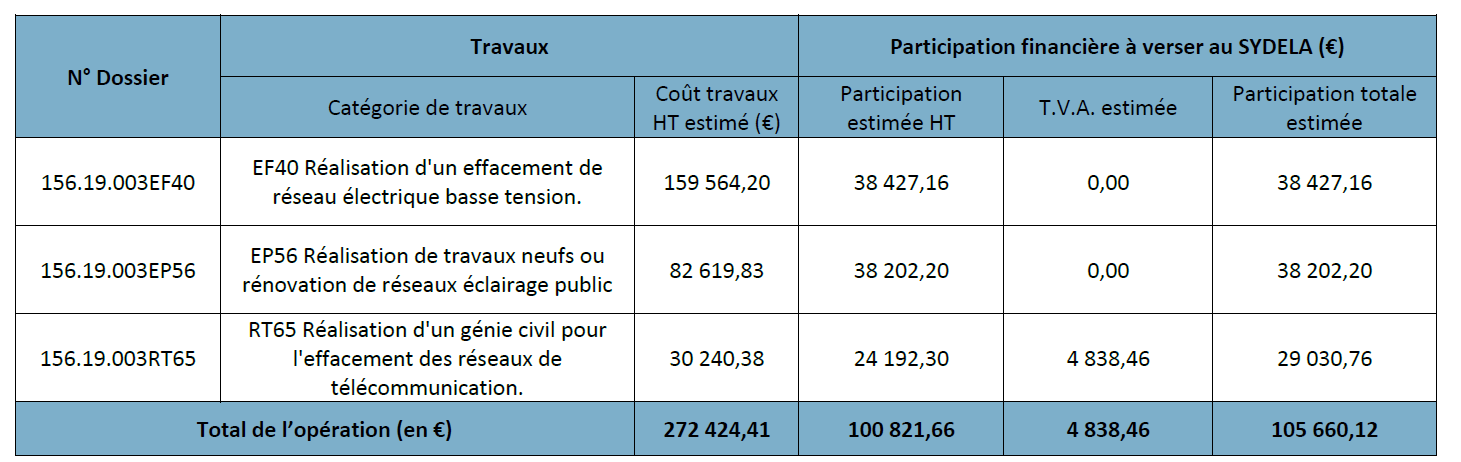 N° Dossier
Travaux
Participation financière à verser au SYDELA (€)
Catégorie de travaux
Coût travaux
HT estimé (€)
Participation
estimée HT
T.V.A. estimée
Participation totale
estimée
156.19.003EF40
EF40 Réalisation d'un effacement de
réseau électrique basse tension.
159 564,20
38 427,16
0,00
38 427,16
156.19.003EP56
EP56 Réalisation de travaux neufs ou
rénovation de réseaux éclairage public
82 619,83
38 202,20
0,00
38 202,20
156.19.003RT65
RT65 Réalisation d'un génie civil pour
l'effacement des réseaux de
télécommunication.
30 240,38
24 192,30
4 838,46
29 030,76
Total de l’opération (en €)
272 424,41
100 821,66
4 838,46
105 660,12